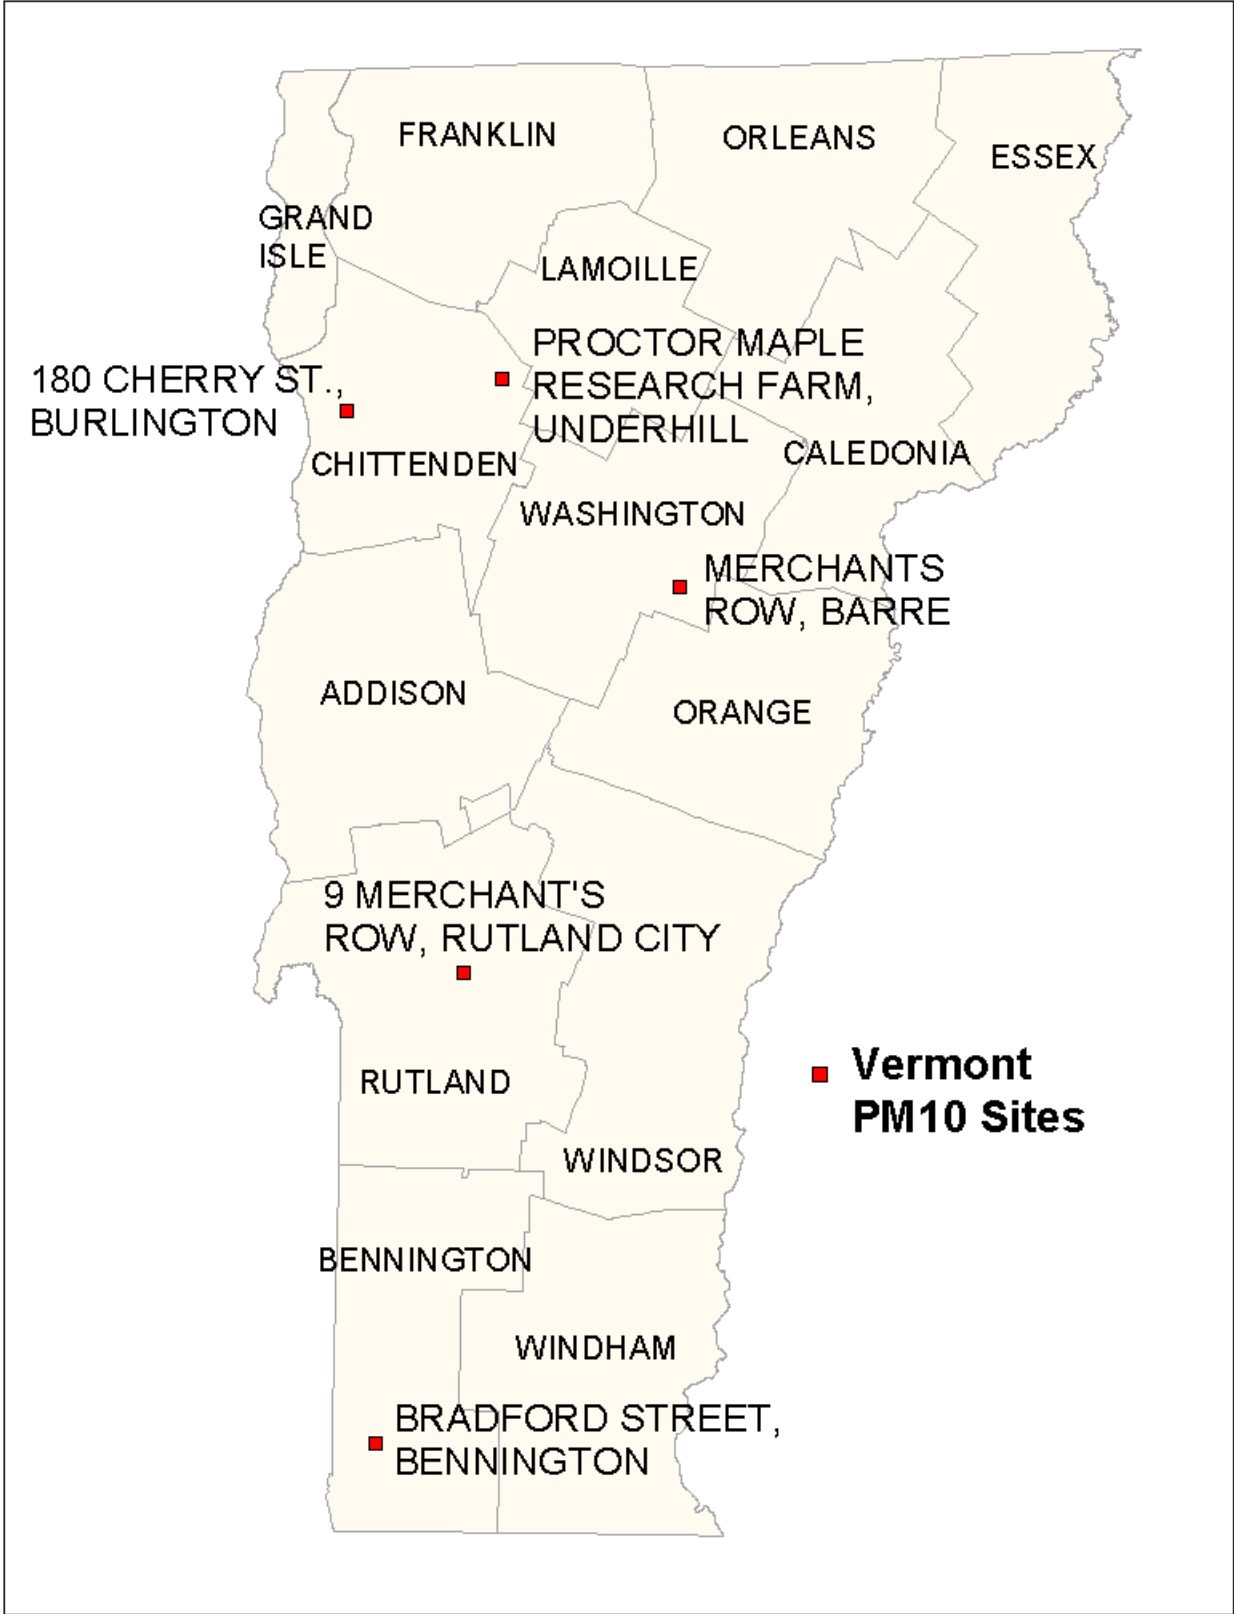 FRANKLIN
ORLEANS
ESSEX
GRAND
ISLE
LAMOILLE
PROCTOR MAPLE
RESEARCH FARM,
UNDERHILL
180 CHERRY ST.,
BURLINGTON
CHITTENDEN
CALEDONIA
WASHINGTON
MERCHANTS
ROW, BARRE
ADDISON
ORANGE
9 MERCHANT'S
ROW, RUTLAND CITY
RUTLAND
Vermont
PM10 Sites
WINDSOR
BENNINGTON
WINDHAM
BRADFORD STREET,
BENNINGTON